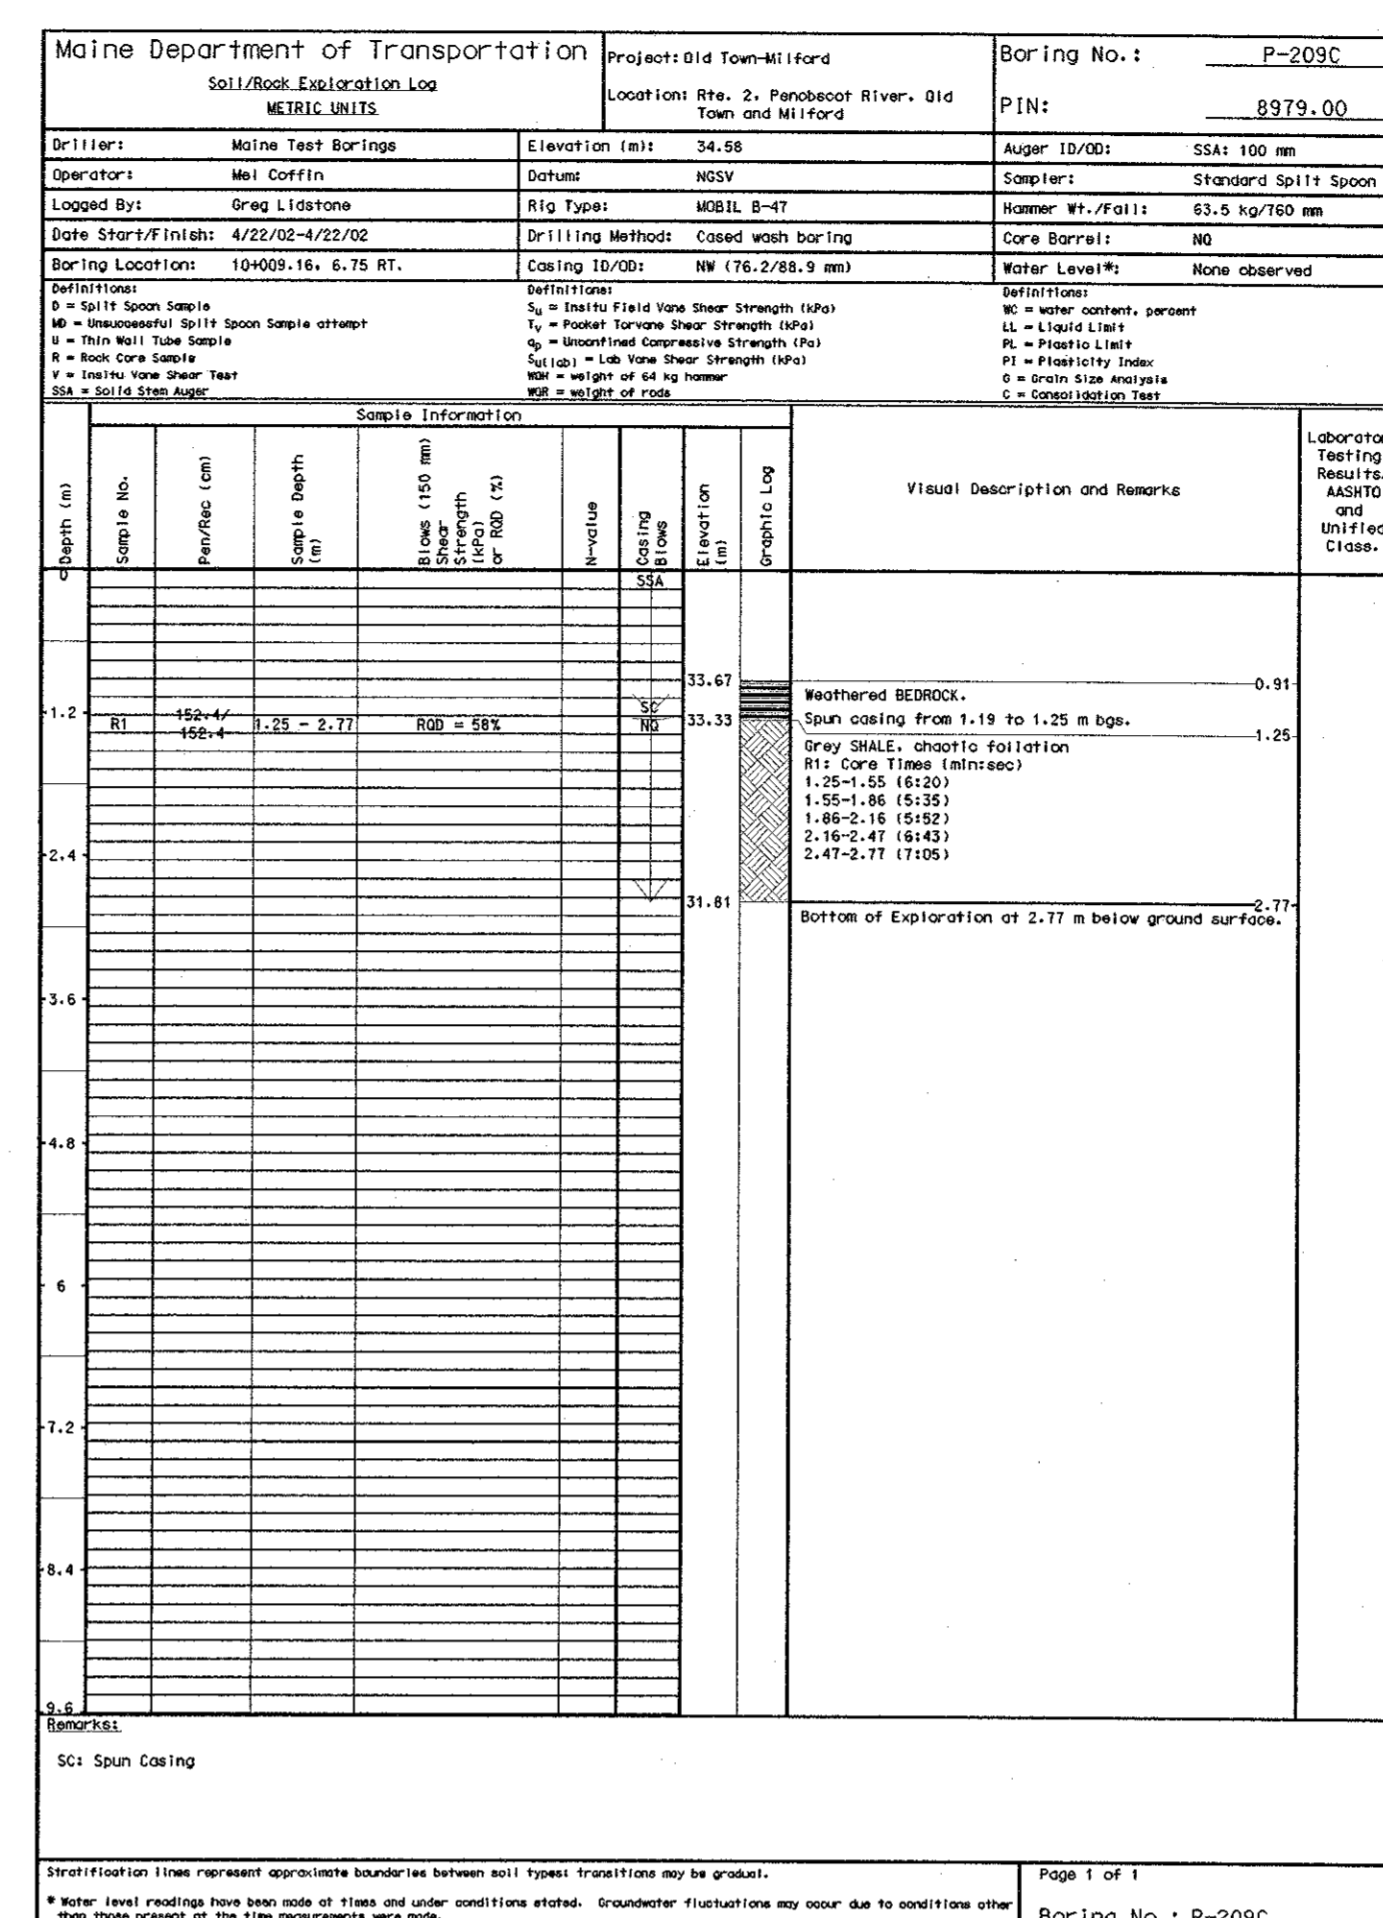 Maine Department of Transportation
Soil/Rock Exploration Log
METRIC UNITS
Project: Old Town-Milford
Location: Rte. 2, Penobscot River, Old
Town and Milford
Boring No.: P-209C
PIN: 8979.00
Driller: Maine Test Borings
Elevation (m): 34.58
Auger ID/OD: SSA: 100 mm
Operator: Mel Coffin
Datum: NGSV
Sampler: Standard Split Spoon
Logged By: Greg Lidstone
Rig Type: MOBIL B-47
Hammer Wt./Fall: 63.5 kg/760 mm
Date Start/Finish: 4/22/02-4/22/02
Drilling Method: Cased wash boring
Core Barrel: NQ
Boring Location: 10+009.16, 6.75 RT.
Casing ID/OD: NW (76.2/88.9 mm)
Water Level*: None observed
Definitions:
D = Split Spoon Sample
MD = Unsuccessful Split Spoon Sample attempt
U = Thin Wall Tube Sample
R = Rock Core Sample
V = Insitu Vane Shear Test
SSA = Solid Stem Auger
Definitions:
Su = Insitu Field Vane Shear Strength (kPa)
Tv = Pocket Torvane Shear Strength (kPa)
qp = Unconfined Compressive Strength (Pa)
Su(lab) = Lab Vane Shear Strength (kPa)
WOH = weight of 64 kg hammer
WOR = weight of rods
Definitions:
WC = water content, percent
LL = Liquid Limit
PL = Plastic Limit
PI = Plasticity Index
G = Grain Size Analysis
C = Consolidation Test
Sample Information
Depth (m)
Sample No.
Pen/Rec (cm)
Sample Depth
(m)
Blows (150 mm)
Shear
Strength
(kPa)
or RQD (%)
N-value
Casing
Blows
Elevation
(m)
Graphic Log
Visual Description and Remarks
Laborato
Testing
Results,
AASHTO
and
Unified
Class.
0
SSA
33.67
0.91
Weathered BEDROCK.
1.2
SC
Spun casing from 1.19 to 1.25 m bgs.
R1 152.4/ 152.4 1.25 - 2.77 RQD = 58% NQ 33.33
1.25
Grey SHALE, chaotic foliation
R1: Core Times (min:sec)
1.25-1.55 (6:20)
1.55-1.86 (5:35)
1.86-2.16 (5:52)
2.16-2.47 (6:43)
2.4
2.47-2.77 (7:05)
31.81
2.77
Bottom of Exploration at 2.77 m below ground surface.
3.6
4.8
6
7.2
8.4
9.6
Remarks:
SC: Spun Casing
Stratification lines represent approximate boundaries between soil types: transitions may be gradual.
* Water level readings have been made at times and under conditions stated. Groundwater fluctuations may occur due to conditions other
than those present at the time measurements were made.
Page 1 of 1
Boring No.: P-209C